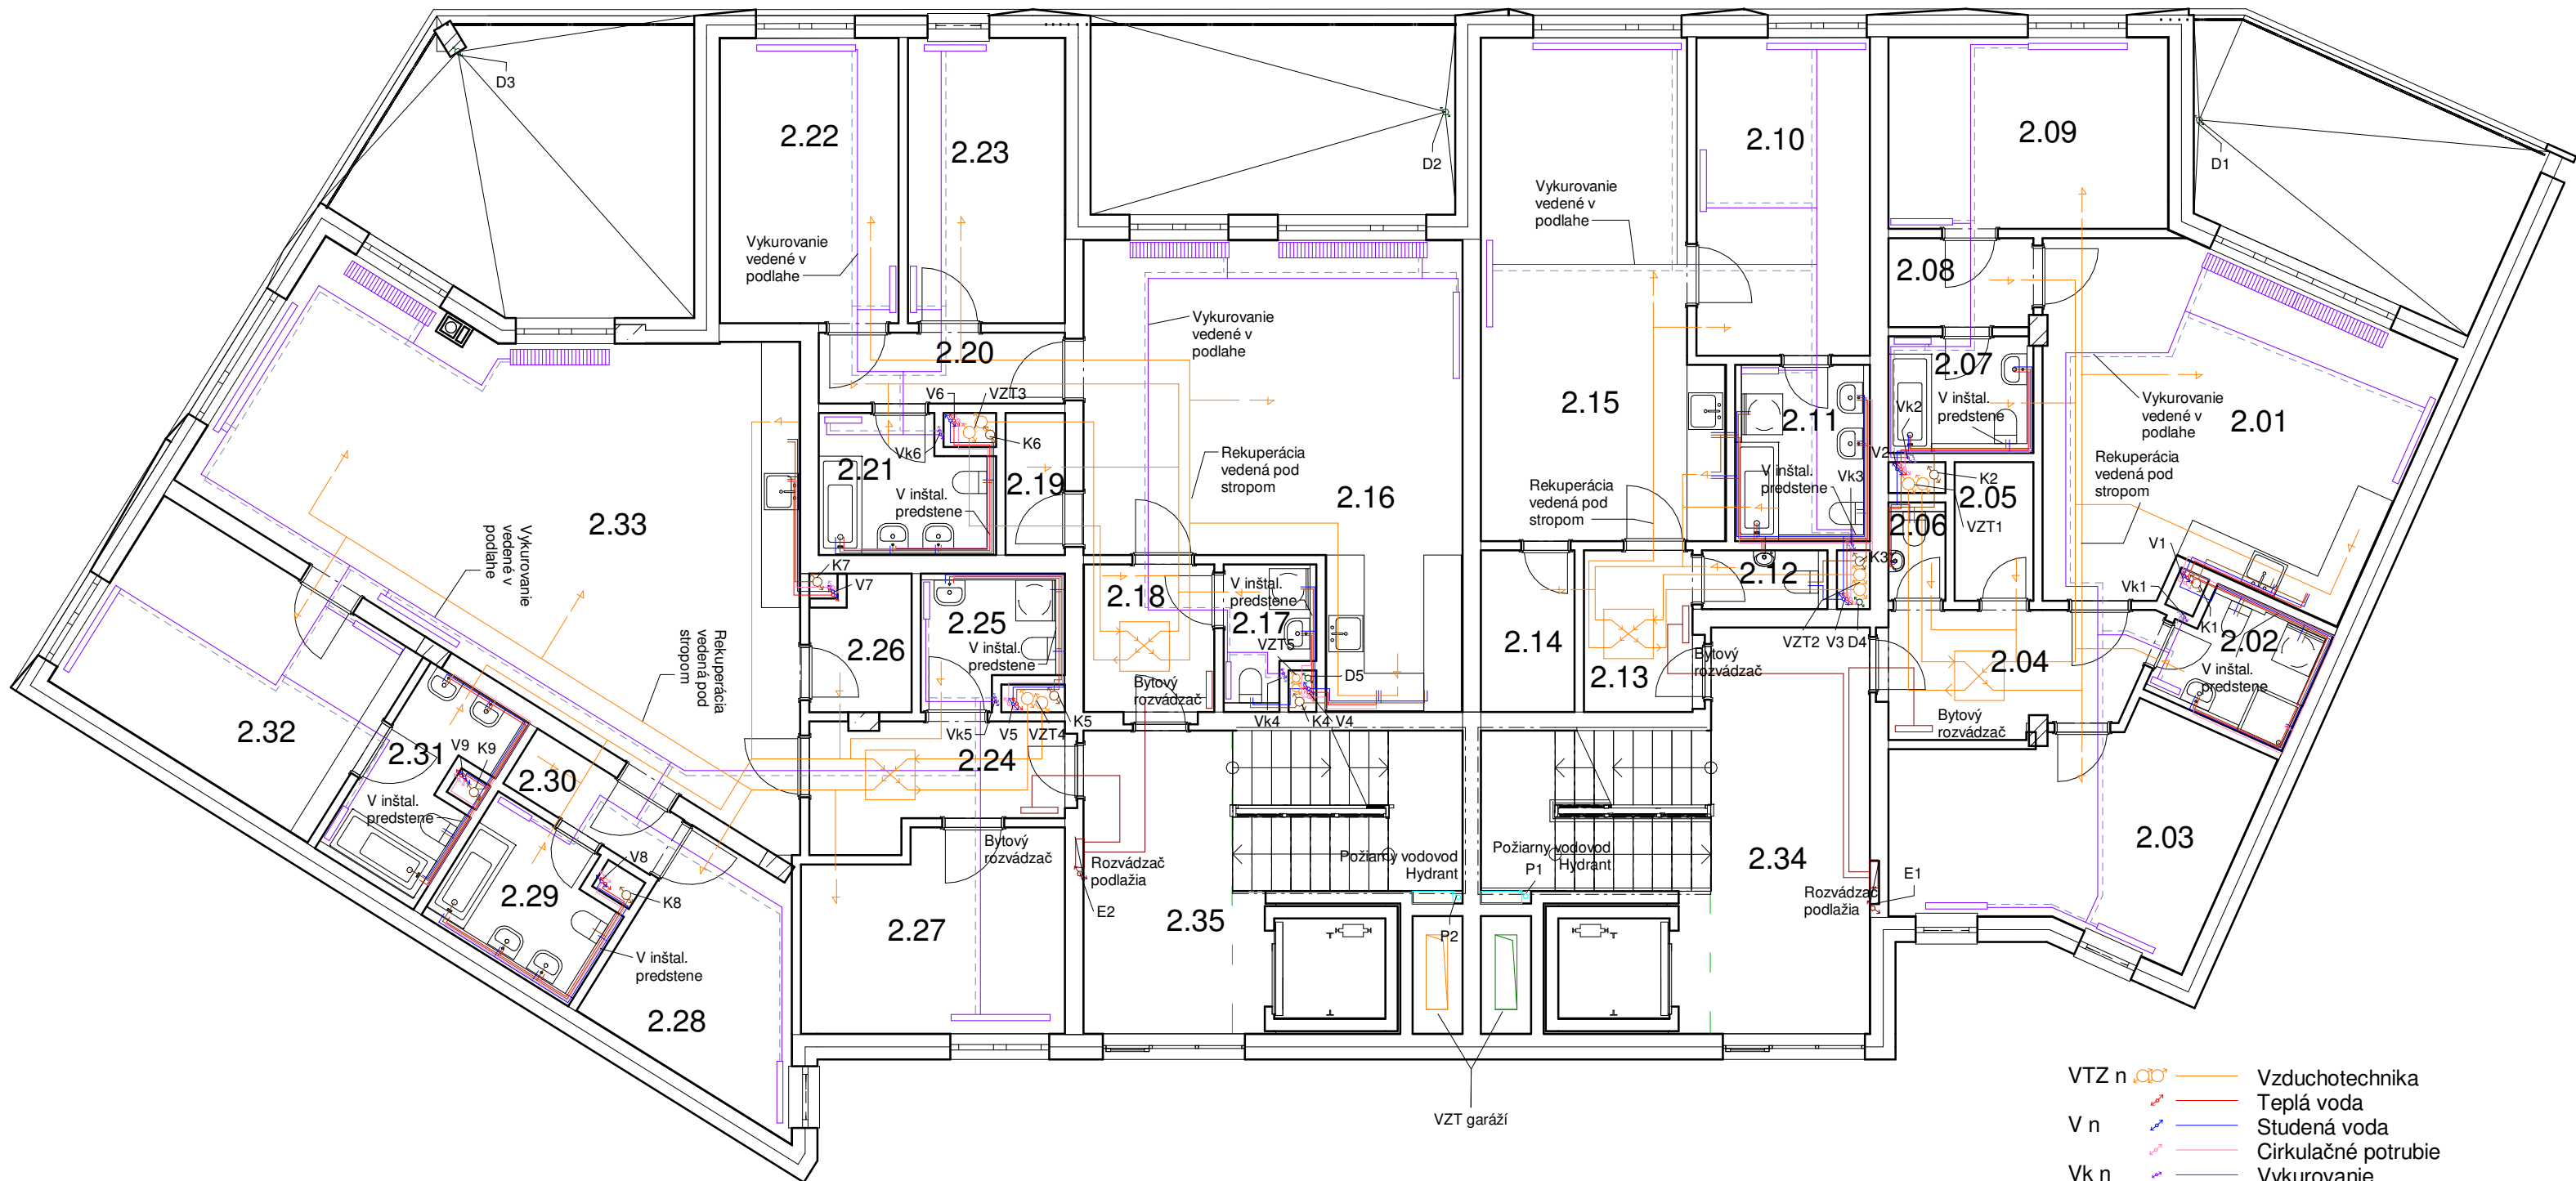 D3
2.22
2.23
D2
2.10
2.09
D1
Vykurovanie
vedené v
podlahe
Vykurovanie
vedené v
podlahe
2.08
Vykurovanie
vedené v
podlahe
2.20
V6
VZT3
K6
Vk6
2.21
V inštal.
predstene
2.19
Rekuperácia
vedená pod
stropom
2.16
2.15
Rekuperácia
vedená pod
stropom
2.11
V inštal.
predstene
Vk3
2.07
V inštal.
predstene
Vk2
V2
K2
2.05
VZT1
2.06
Vykurovanie
vedené v
podlahe
2.01
Rekuperácia
vedená pod
stropom
2.33
Vykurovanie
vedené v
podlahe
K7
V7
2.26
2.25
V inštal.
predstene
2.18
V inštal.
predstene
2.17
VZT5
D5
Bytový
rozvádzač
Vk4
K4
V4
2.14
2.13
2.12
K3
VZT2
V3
D4
Bytový
rozvádzač
2.04
V1
Vk1
K1
2.02
V inštal.
predstene
Bytový
rozvádzač
2.32
Rekuperácia
vedená pod
stropom
2.31
V9
K9
V inštal.
predstene
2.30
Vk5
V5
VZT4
K5
2.24
Bytový
rozvádzač
Rozvádzač
podlažia
E2
Požiarny vodovod
Hydrant
Požiarny vodovod
Hydrant
P1
P2
2.34
Rozvádzač
podlažia
E1
2.03
V8
K8
2.29
V inštal.
predstene
2.28
2.27
2.35
VZT garáží
VTZ n
Vzduchotechnika
Teplá voda
V n
Studená voda
Cirkulačné potrubie
Vk n
Vykurovanie